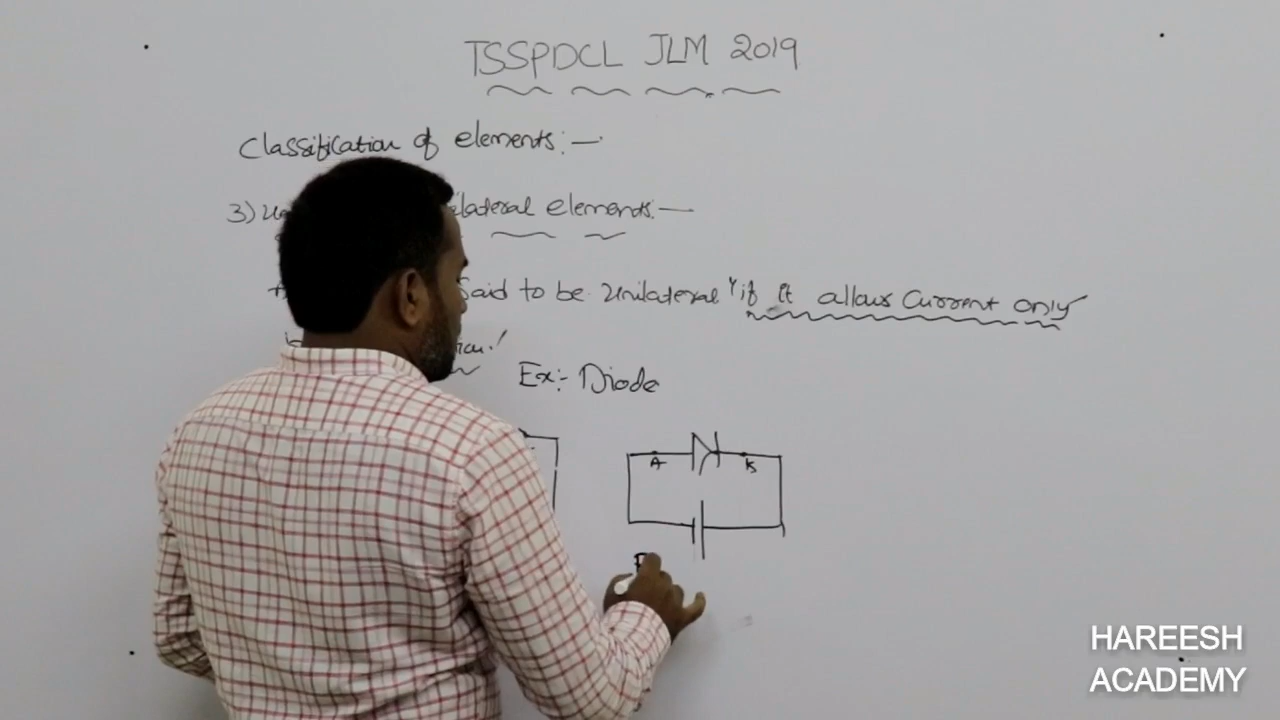 TSSPDCL JLM 2019
Classification of elements:—
3) elements:—
Said to be Unilateral "if it allows Current only
Ex:- Diode
A K
HAREESH
ACADEMY